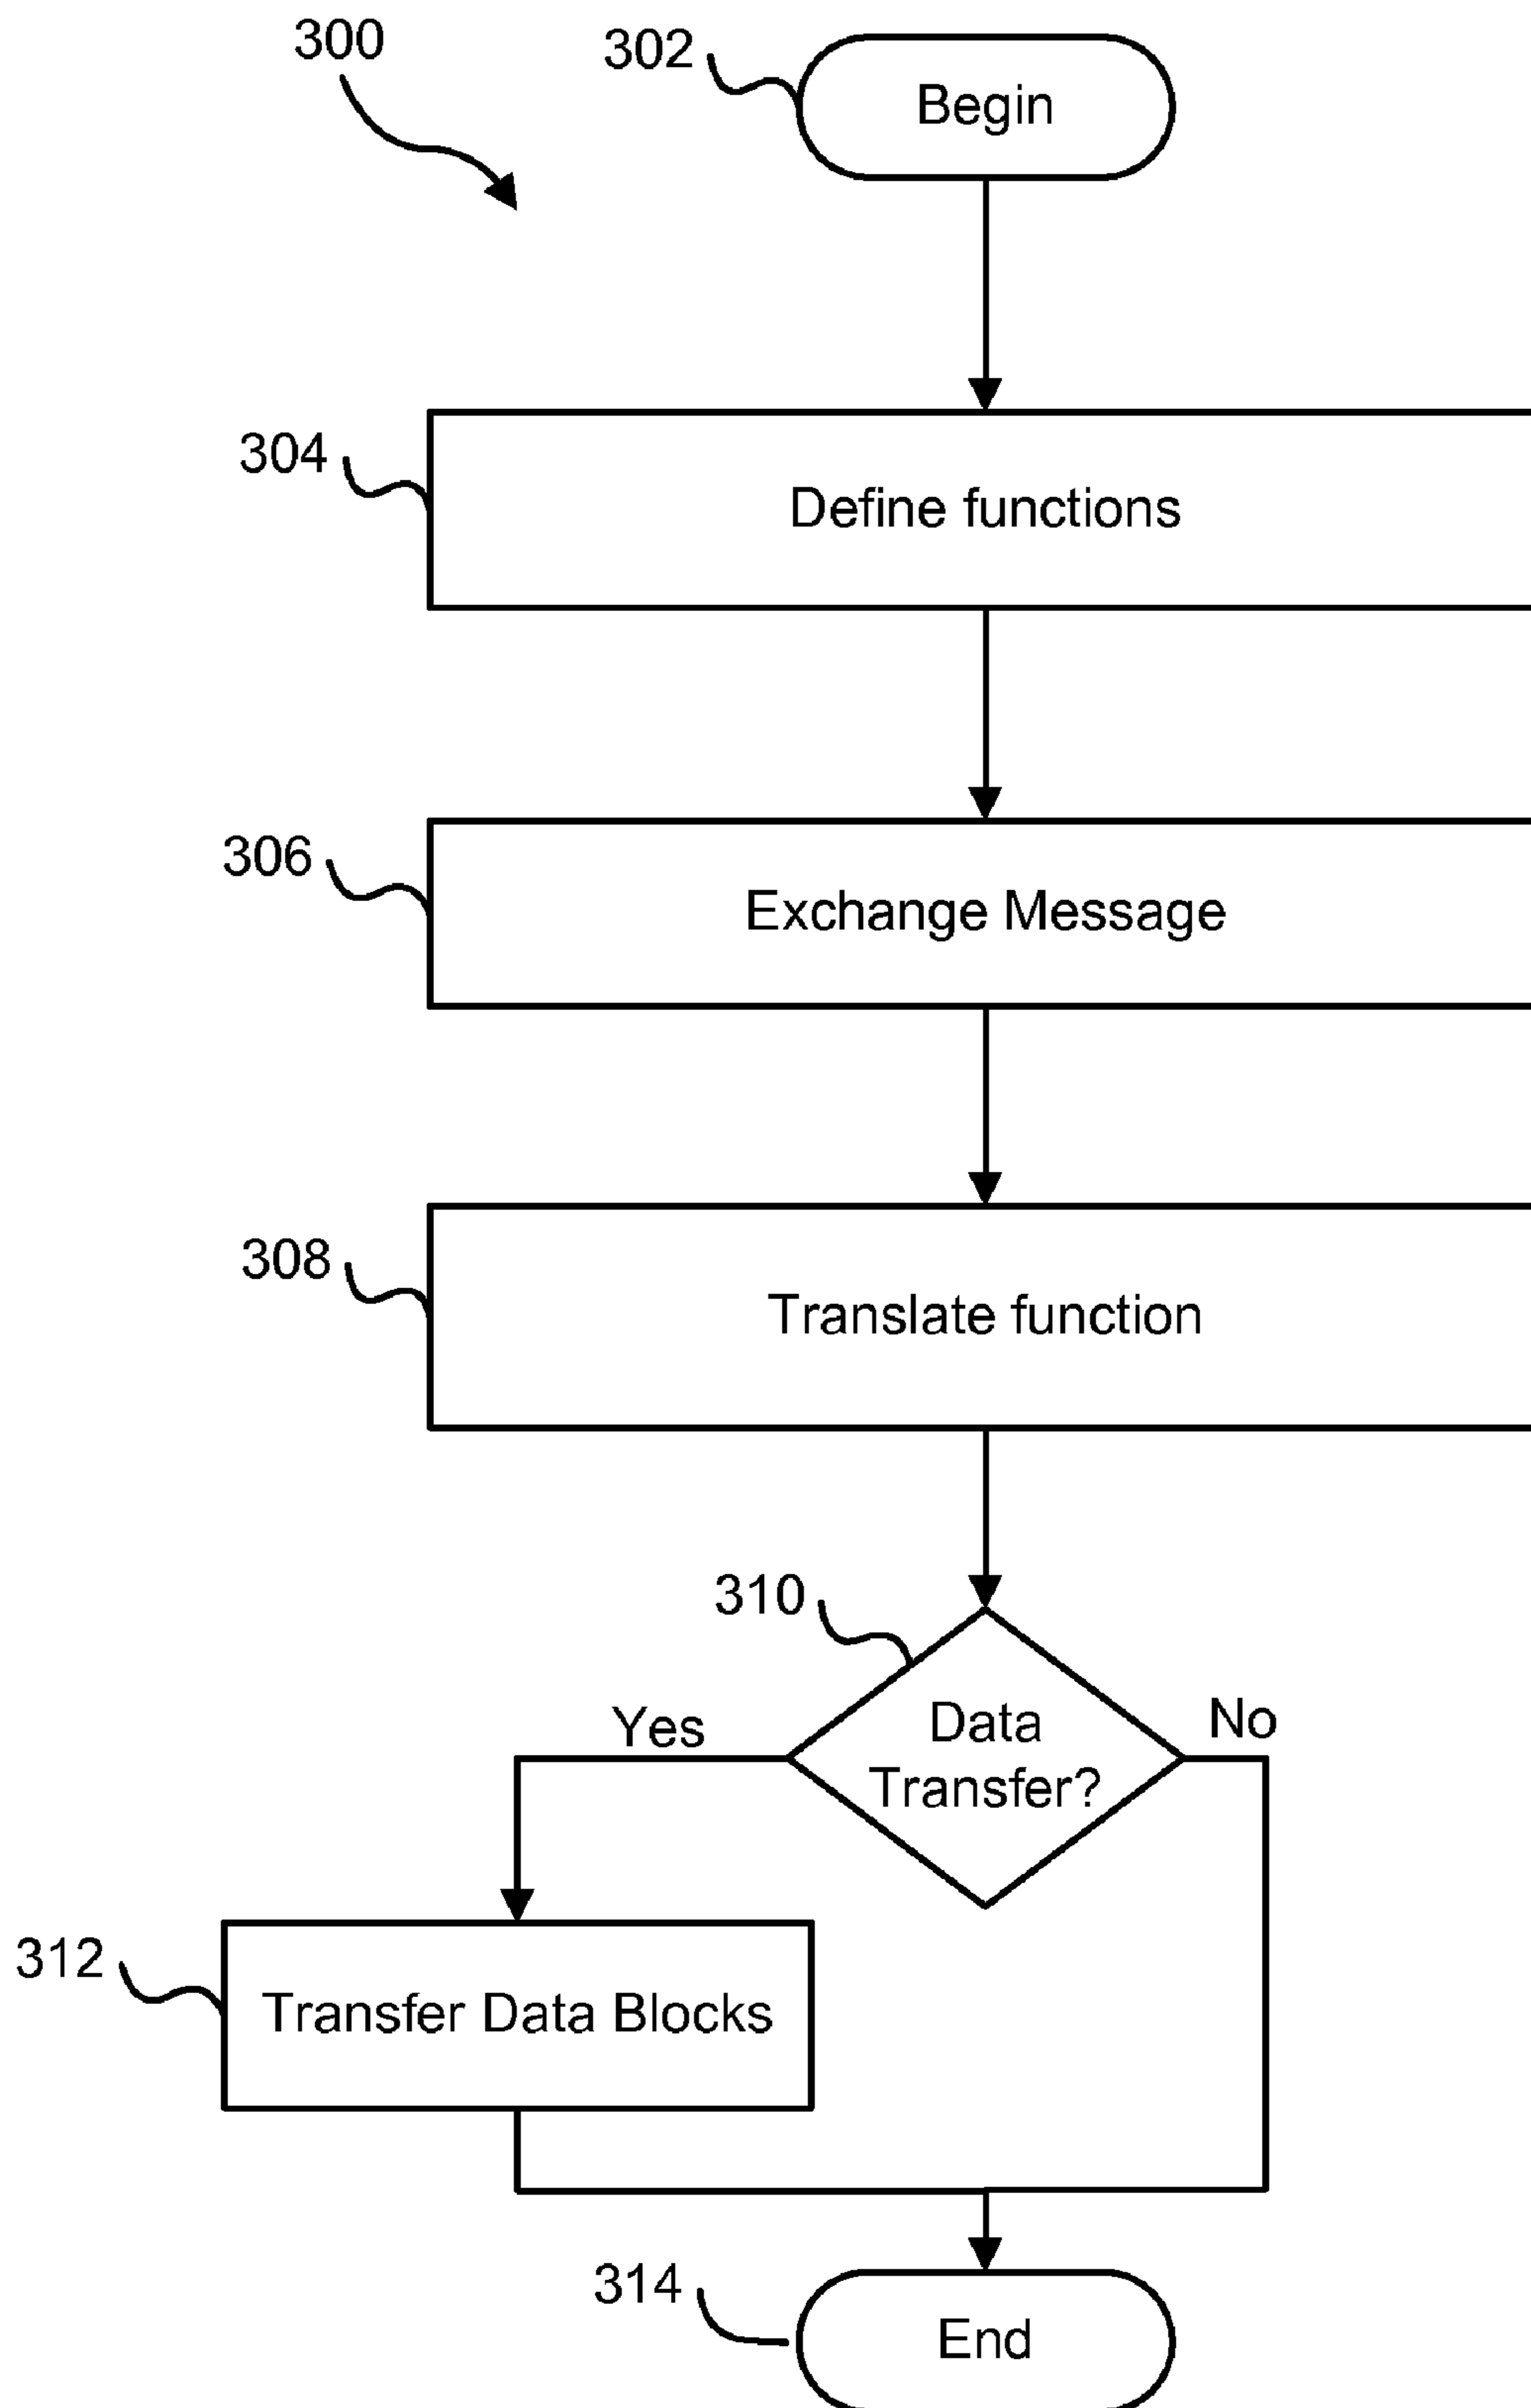 300
302
Begin
304
Define functions
306
Exchange Message
308
Translate function
310
Data
Transfer?
Yes
No
312
Transfer Data Blocks
314
End